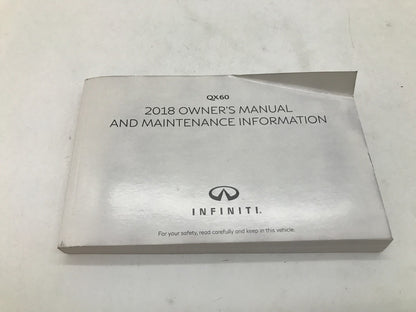 QX60
2018 OWNER'S MANUAL
AND MAINTENANCE INFORMATION
INFINITI.
For your safety, read carefully and keep in this vehicle.